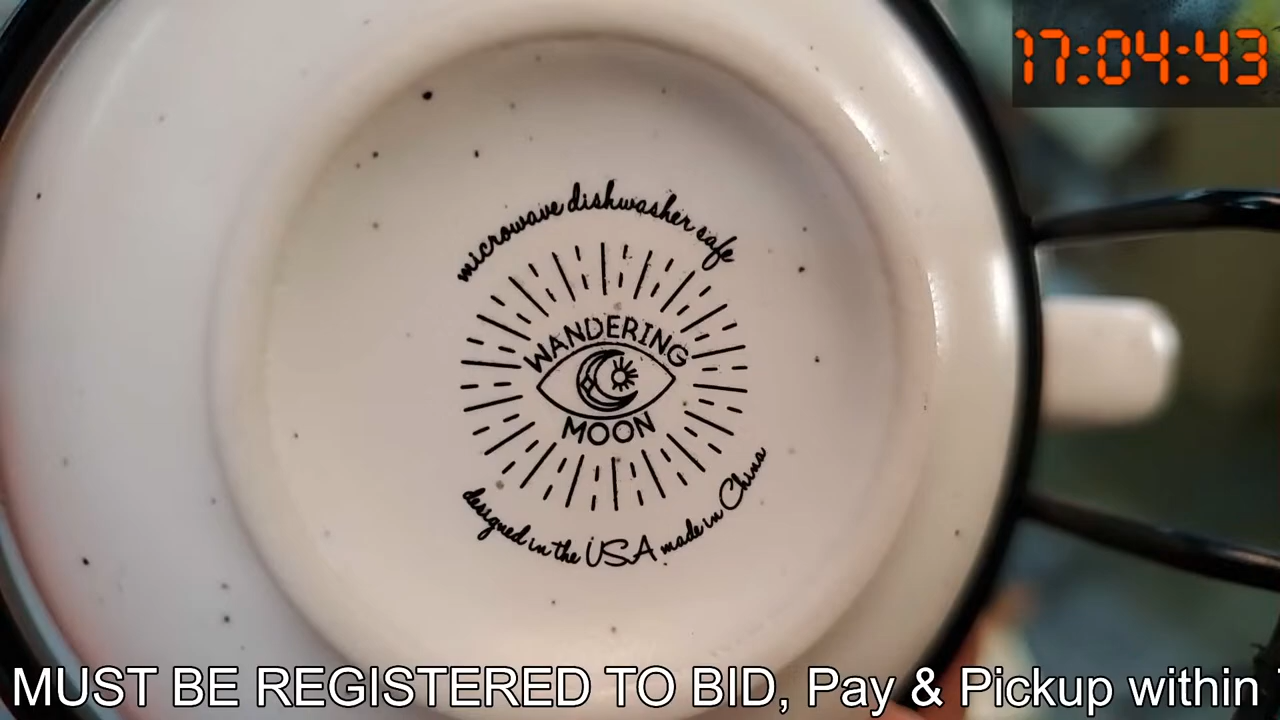 17:04:43
microwave dishwasher safe
WANDERING
MOON
designed in the USA. made in China
MUST BE REGISTERED TO BID, Pay & Pickup within